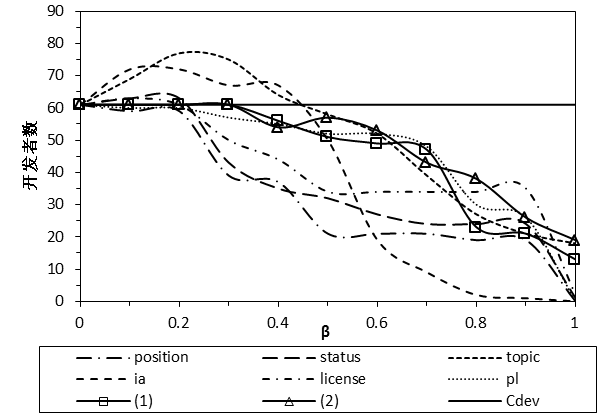 90
80
70
60
50
40
30
20
10
0
开发者数
0 0.2 0.4 0.6 0.8 1
β
position status topic
ia license pl
(1) (2) Cdev